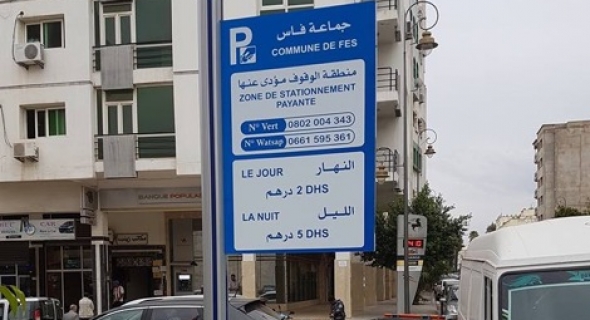 P
جماعة فاس
COMMUNE DE FES
منطقة الوقوف مؤدى عنها
ZONE DE STATIONNEMENT
PAYANTE
N° Vert 0802 004 343
N° Watsap 0661 595 361
النهار
LE JOUR
2 DHS درهم
الليل
LA NUIT
5 DHS درهم
BANQUE POPULAIRE
CAR